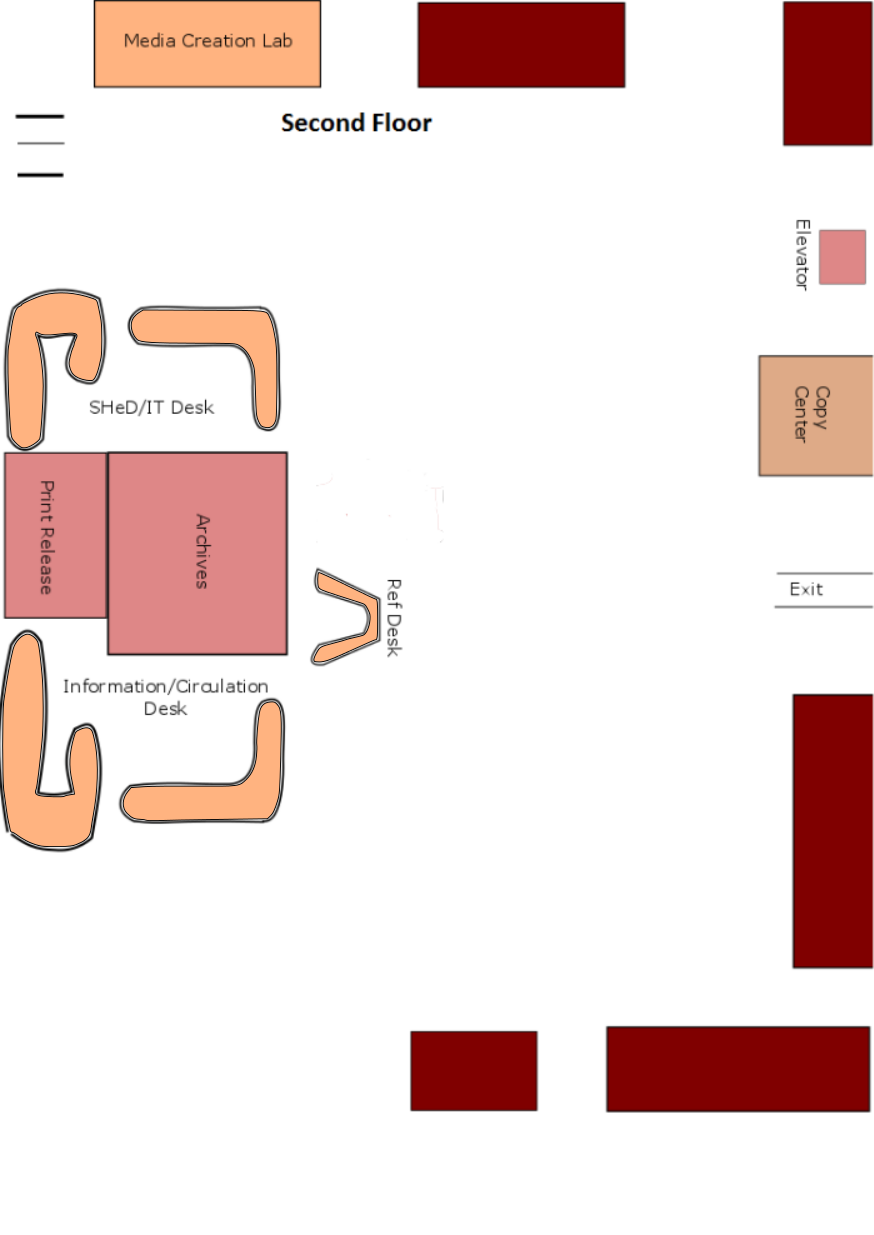 Media Creation Lab
Second Floor
Elevator
Copy
Center
SHeD/IT Desk
Print Release
Archives
Ref Desk
Exit
Information/Circulation
Desk